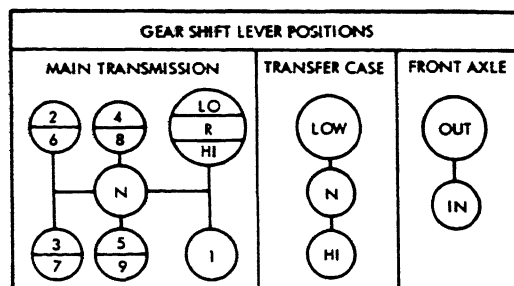 GEAR SHIFT LEVER POSITIONS
MAIN TRANSMISSION
2
6
4
8
LO
R
HI
N
3
7
5
9
1
TRANSFER CASE
LOW
N
HI
FRONT AXLE
OUT
IN